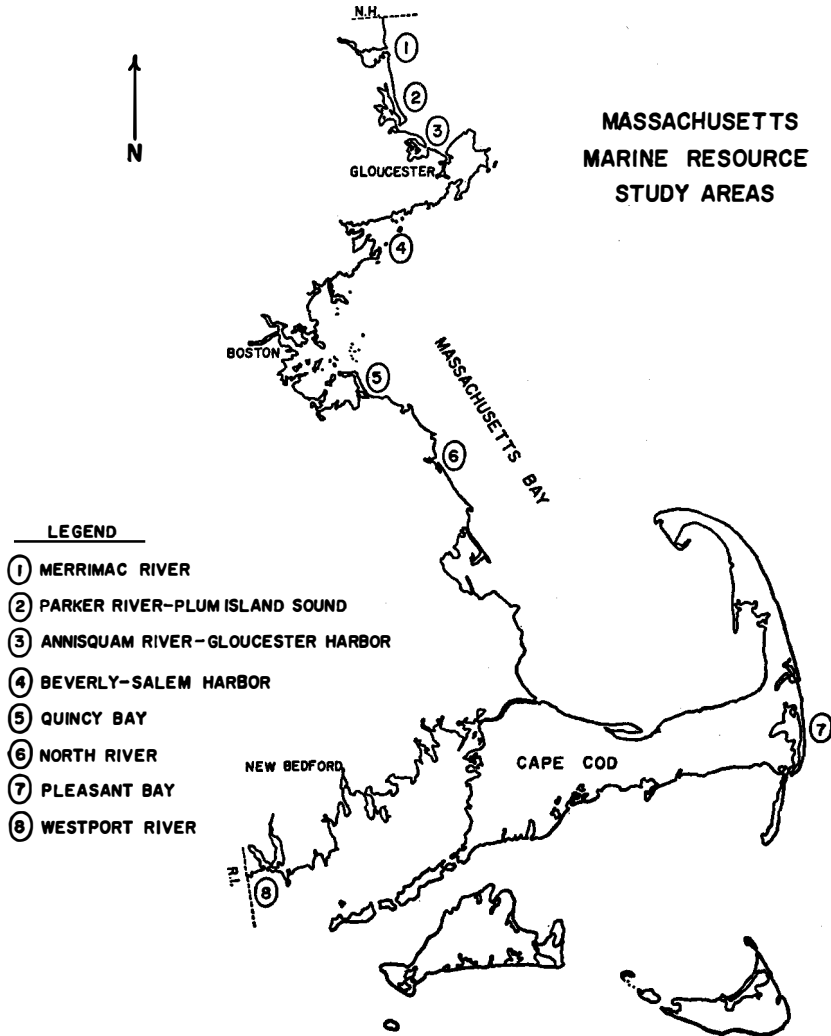 N.H.
①
②
③
MASSACHUSETTS
MARINE RESOURCE
STUDY AREAS
N
GLOUCESTER
④
BOSTON
⑤
MASSACHUSETTS BAY
⑥
LEGEND
① MERRIMAC RIVER
② PARKER RIVER-PLUM ISLAND SOUND
③ ANNISQUAM RIVER-GLOUCESTER HARBOR
④ BEVERLY-SALEM HARBOR
⑤ QUINCY BAY
⑥ NORTH RIVER
⑦ PLEASANT BAY
⑧ WESTPORT RIVER
⑦
NEW BEDFORD
CAPE COD
R.I.
⑧